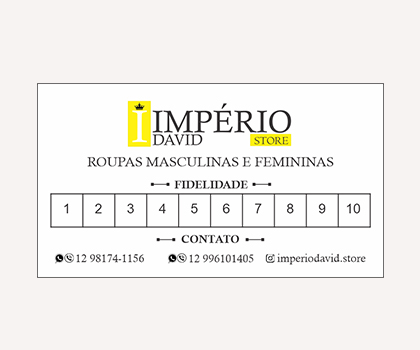 I IMPÉRIO
DAVID STORE
ROUPAS MASCULINAS E FEMININAS
FIDELIDADE
1 2 3 4 5 6 7 8 9 10
CONTATO
12 98174-1156 12 996101405 imperiodavid.store